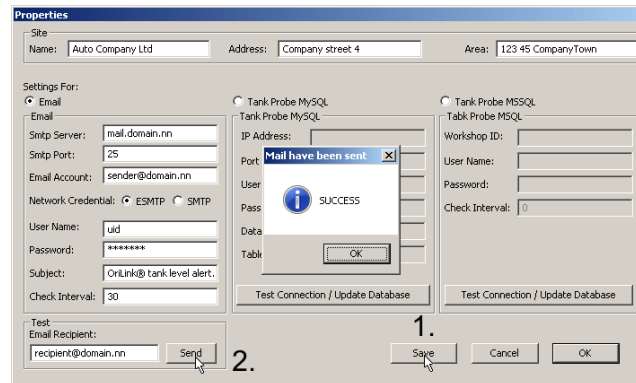 Properties
Site
Name: Auto Company Ltd Address: Company street 4 Area: 123 45 CompanyTown
Settings For:
Email Tank Probe MySQL Tank Probe MSSQL
Email Tank Probe MySQL Tabk Probe MSQL
Smtp Server: mail.domain.nn IP Address: Workshop ID:
Smtp Port: 25 Port Mail have been sent User Name:
Email Account: sender@domain.nn User SUCCESS Password:
Network Credential: ESMTP SMTP Pass Check Interval: 0
User Name: uid Data
Password: ******* Table OK
Subject: OriLink® tank level alert.
Check Interval: 30 Test Connection / Update Database Test Connection / Update Database
Test
Email Recipient:
1.
recipient@domain.nn Send 2. Save Cancel OK